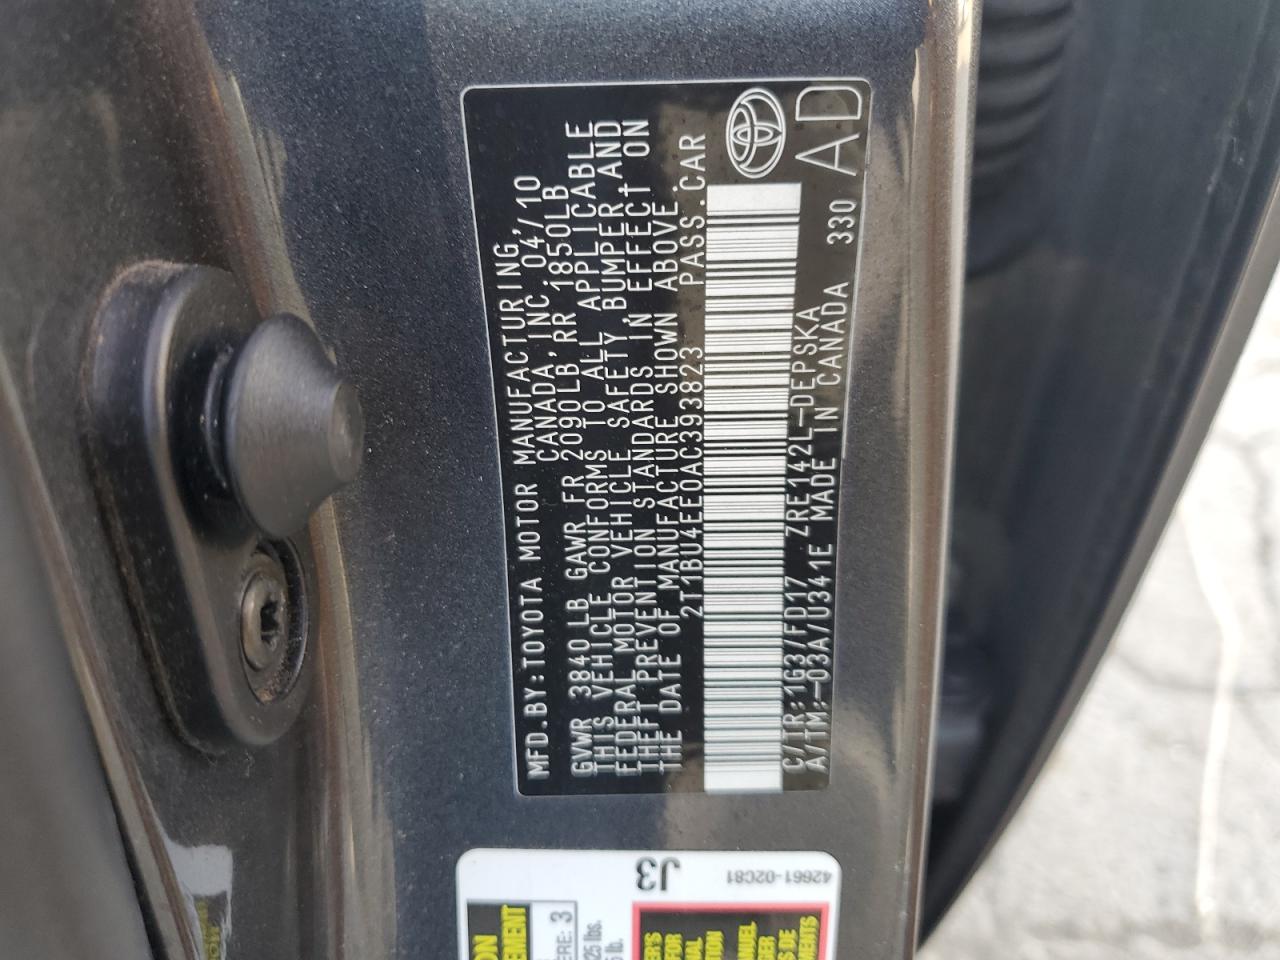 MFD.BY:TOYOTA MOTOR MANUFACTURING,
CANADA,INC. 04/10
GVWR 3840LB GAWR FR 2090LB RR 1850LB
THIS VEHICLE CONFORMS TO ALL APPLICABLE
FEDERAL MOTOR VEHICLE SAFETY,BUMPER,AND
THEFT PREVENTION STANDARDS IN EFFECT ON
THE DATE OF MANUFACTURE SHOWN ABOVE.
2T1BU4EE0AC393823 PASS.CAR
C/TR:1G3/FD17 ZRE142L-DEPSKA
A/TM:-03A/U341E MADE IN CANADA 330
AD
J3
42661-02C81